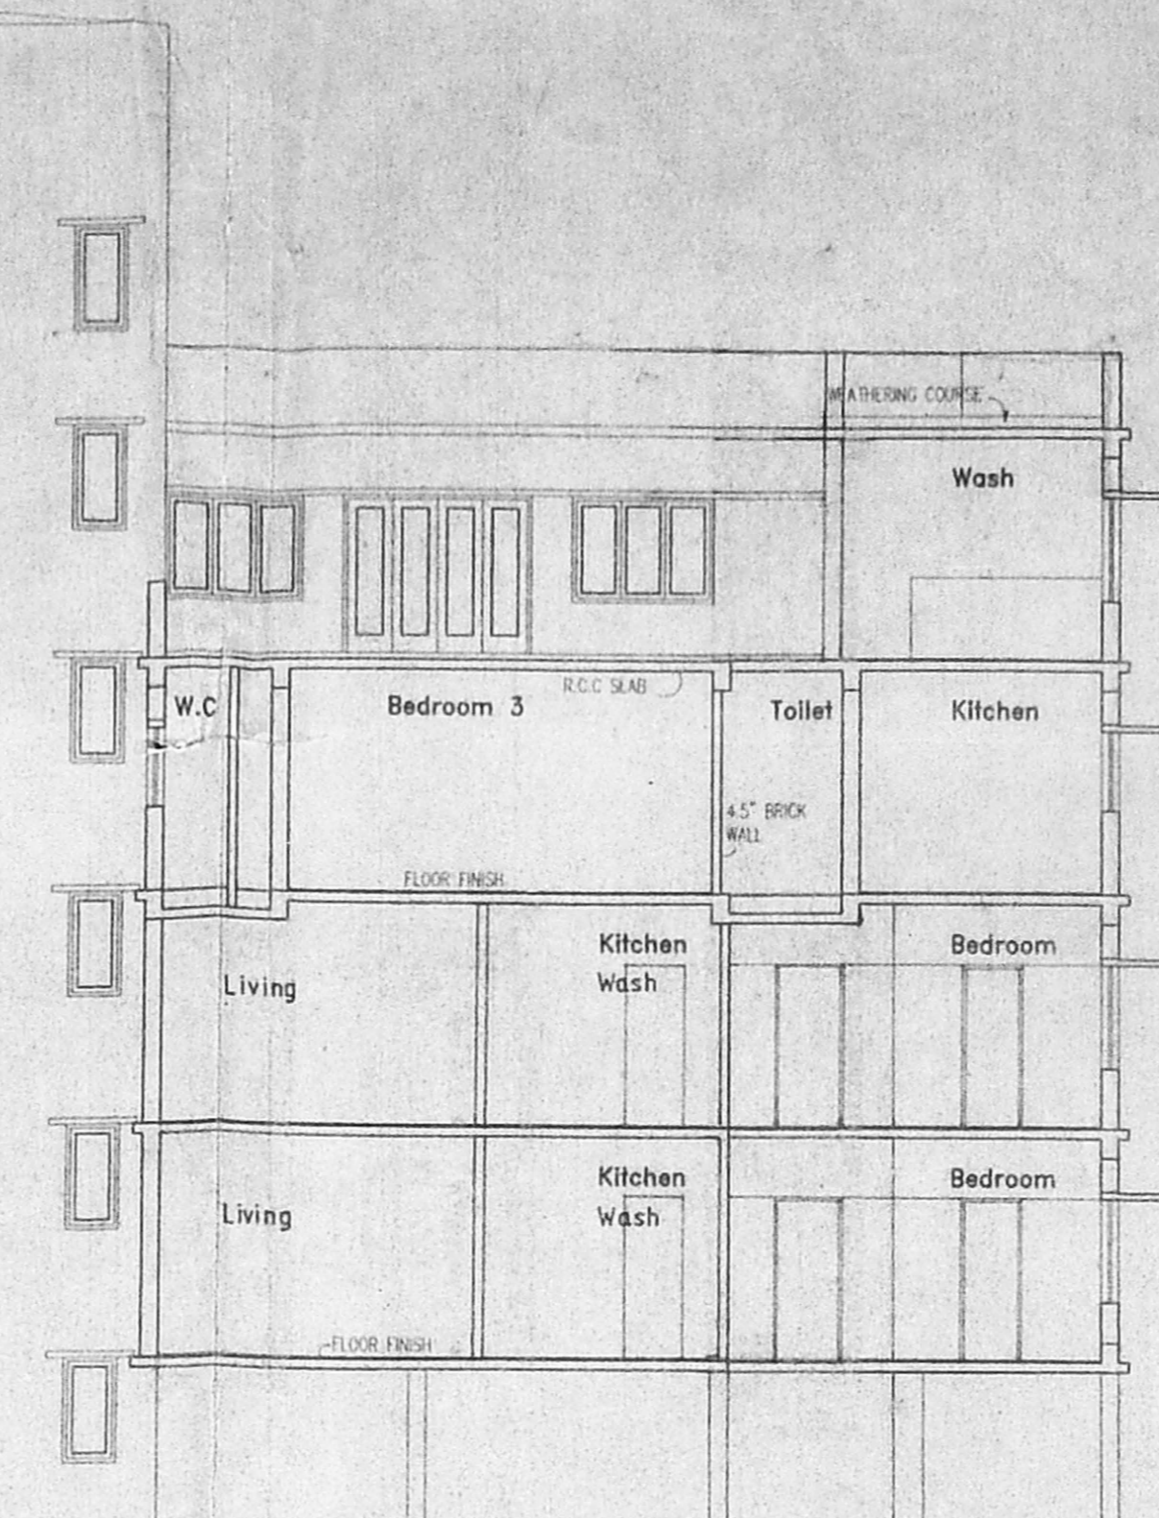 WEATHERING COURSE
Wash
R.C.C SLAB
W.C
Bedroom 3
Toilet
Kitchen
4.5" BRICK
WALL
FLOOR FINISH
Kitchen
Wash
Bedroom
Living
Kitchen
Wash
Bedroom
Living
FLOOR FINISH